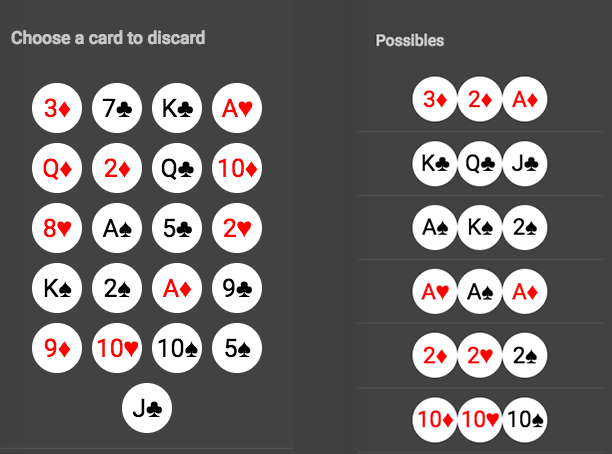 Choose a card to discard
3♦ 7♣ K♣ A♥
Q♦ 2♦ Q♣ 10♦
8♥ A♠ 5♣ 2♥
K♠ 2♠ A♦ 9♣
9♦ 10♥ 10♠ 5♠
J♣
Possibles
3♦ 2♦ A♦
K♣ Q♣ J♣
A♠ K♠ 2♠
A♥ A♠ A♦
2♦ 2♥ 2♠
10♦ 10♥ 10♠